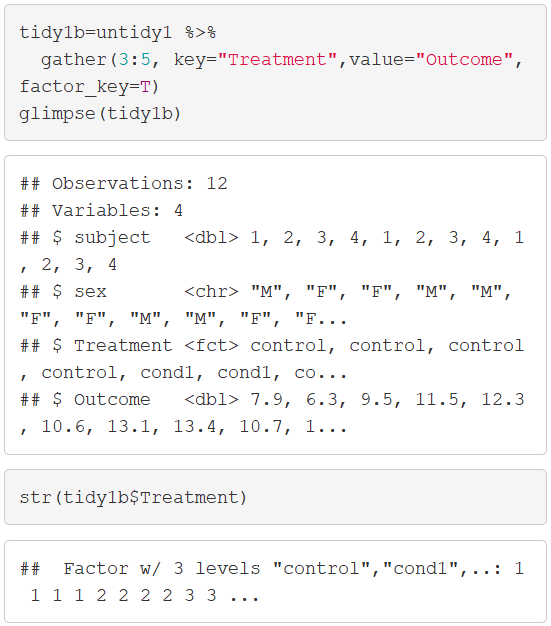 tidy1b=untidy1 %>%
  gather(3:5, key="Treatment",value="Outcome",
factor_key=T)
glimpse(tidy1b)
## Observations: 12
## Variables: 4
## $ subject   <dbl> 1, 2, 3, 4, 1, 2, 3, 4, 1
, 2, 3, 4
## $ sex       <chr> "M", "F", "F", "M", "M",
"F", "F", "M", "M", "F", "F...
## $ Treatment <fct> control, control, control
, control, cond1, cond1, co...
## $ Outcome   <dbl> 7.9, 6.3, 9.5, 11.5, 12.3
, 10.6, 13.1, 13.4, 10.7, 1...
str(tidy1b$Treatment)
##  Factor w/ 3 levels "control","cond1",..: 1
 1 1 1 2 2 2 2 3 3 ...